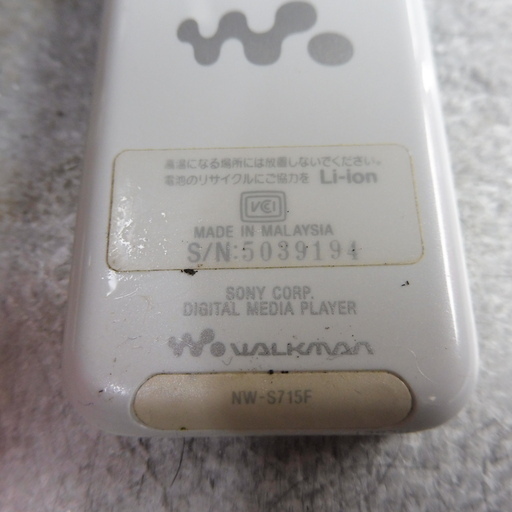 高温になる場所には放置しないでください。
電池のリサイクルにご協力を Li-ion
VCI
MADE IN MALAYSIA
S/N:5039194
SONY CORP.
DIGITAL MEDIA PLAYER
WALKMAN
NW-S715F